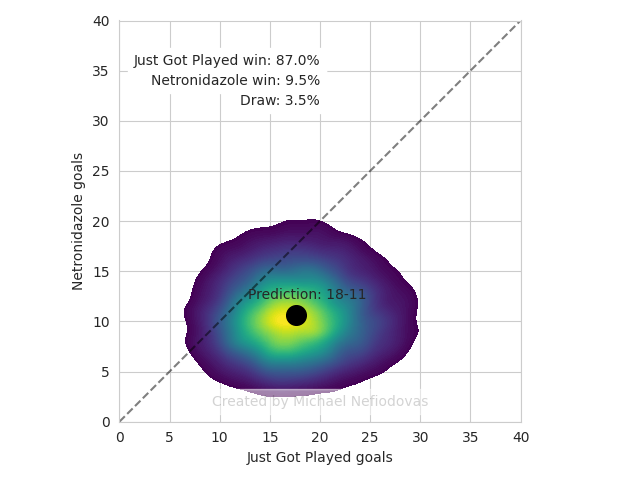 Just Got Played win: 87.0%
Netronidazole win: 9.5%
Draw: 3.5%
Netronidazole goals
40
35
30
25
20
15
10
5
0
Prediction: 18-11
Created by Michael Nefiodovas
0 5 10 15 20 25 30 35 40
Just Got Played goals